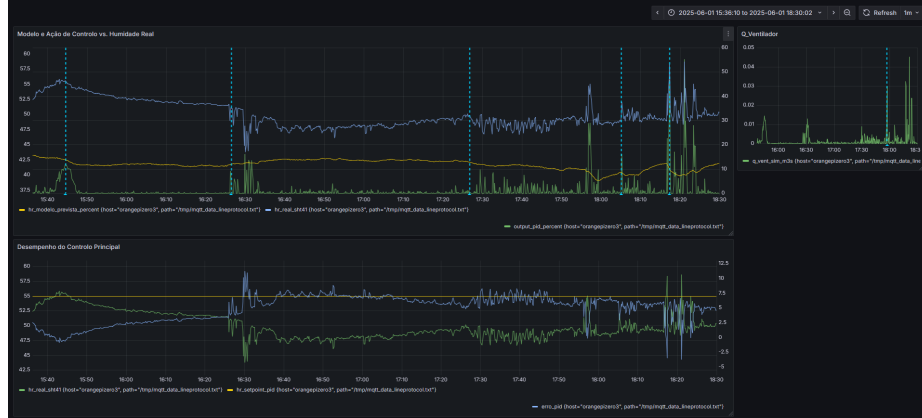 2025-06-01 15:36:10 to 2025-06-01 18:30:02
Refresh 1m
Modelo e Ação de Controlo vs. Humidade Real
60 60
57.5 50
55
52.5 40
50 30
47.5
45 20
42.5 10
40
37.5 0
15:40 15:50 16:00 16:10 16:20 16:30 16:40 16:50 17:00 17:10 17:20 17:30 17:40 17:50 18:00 18:10 18:20 18:30
hr_modelo_prevista_percent {host="orangepizero3", path="/tmp/mqtt_data_lineprotocol.txt"} hr_real_sht41 {host="orangepizero3", path="/tmp/mqtt_data_lineprotocol.txt"}
output_pid_percent {host="orangepizero3", path="/tmp/mqtt_data_lineprotocol.txt"}
Q_Ventilador
0.05
0.04
0.03
0.02
0.01
0
16:00 17:00 18:00 18:3
q_vent_sim_m3s {host="orangepizero3", path="/tmp/mqtt_data_line
Desempenho do Controlo Principal
60 12.5
57.5 10
55 7.5
52.5 5
50 2.5
47.5 0
45 -2.5
42.5 -5
15:40 15:50 16:00 16:10 16:20 16:30 16:40 16:50 17:00 17:10 17:20 17:30 17:40 17:50 18:00 18:10 18:20 18:30
hr_real_sht41 {host="orangepizero3", path="/tmp/mqtt_data_lineprotocol.txt"} hr_setpoint_pid {host="orangepizero3", path="/tmp/mqtt_data_lineprotocol.txt"}
erro_pid {host="orangepizero3", path="/tmp/mqtt_data_lineprotocol.txt"}